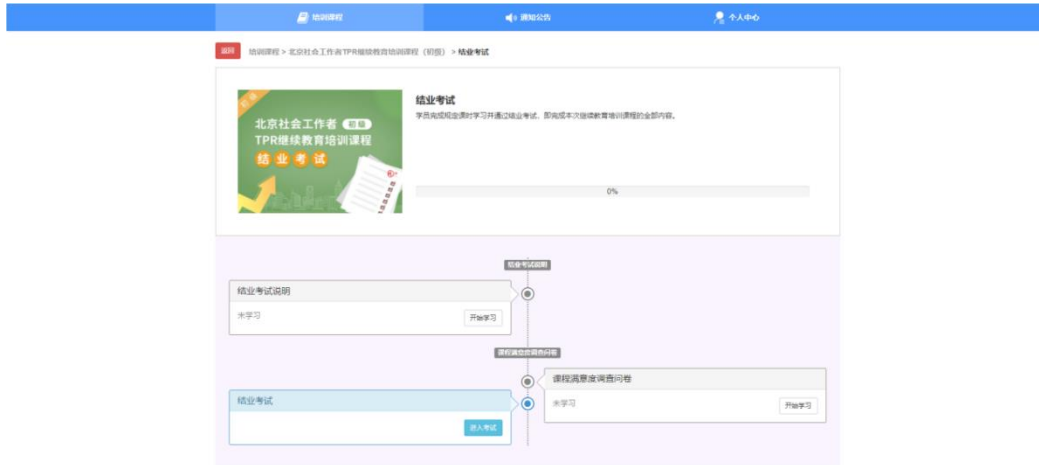 培训课程
通知公告
个人中心
返回 培训课程 > 北京社会工作者TPR继续教育培训课程（初级） > 结业考试
初级
北京社会工作者 初级
TPR继续教育培训课程
结业考试
结业考试
学员完成规定课时学习并通过结业考试，即完成本次继续教育培训课程的全部内容。
0%
结业考试说明
结业考试说明
未学习
开始学习
课程满意度调查问卷
课程满意度调查问卷
未学习
开始学习
结业考试
进入考试